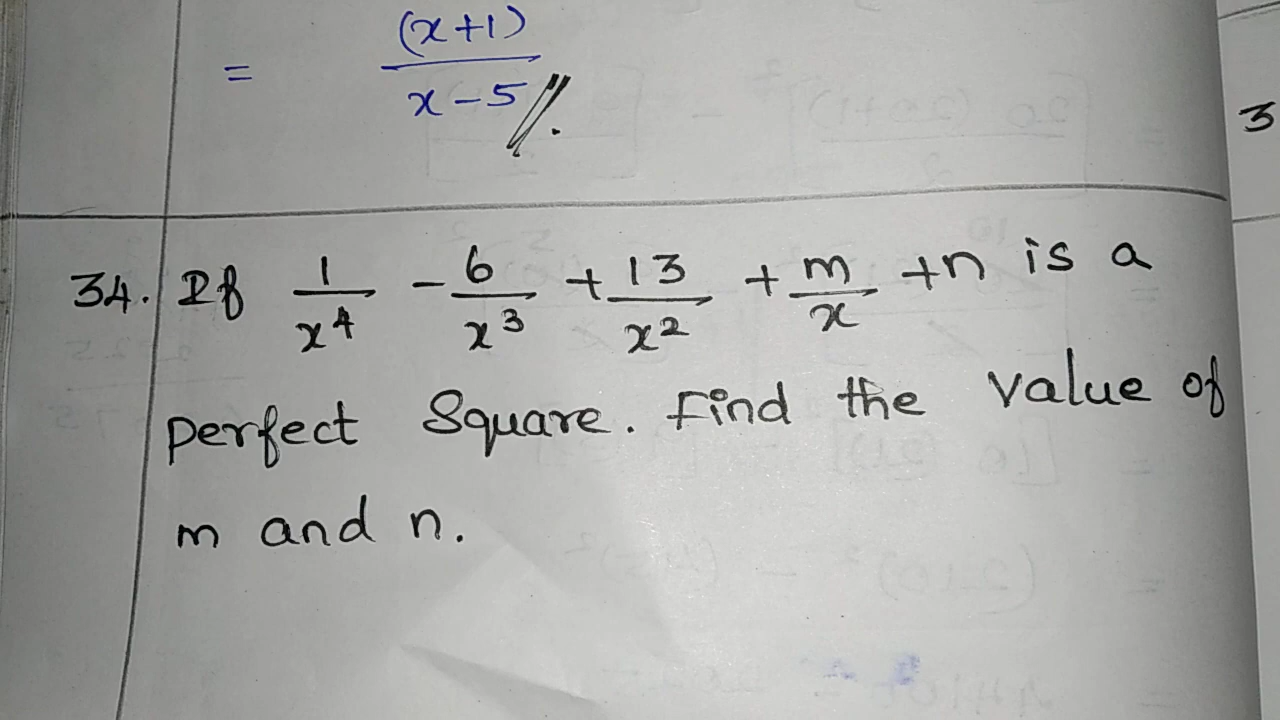 = (x+1)/(x-5) //.
3
34. If 1/x⁴ - 6/x³ + 13/x² + m/x + n is a
perfect Square. Find the value of
m and n.